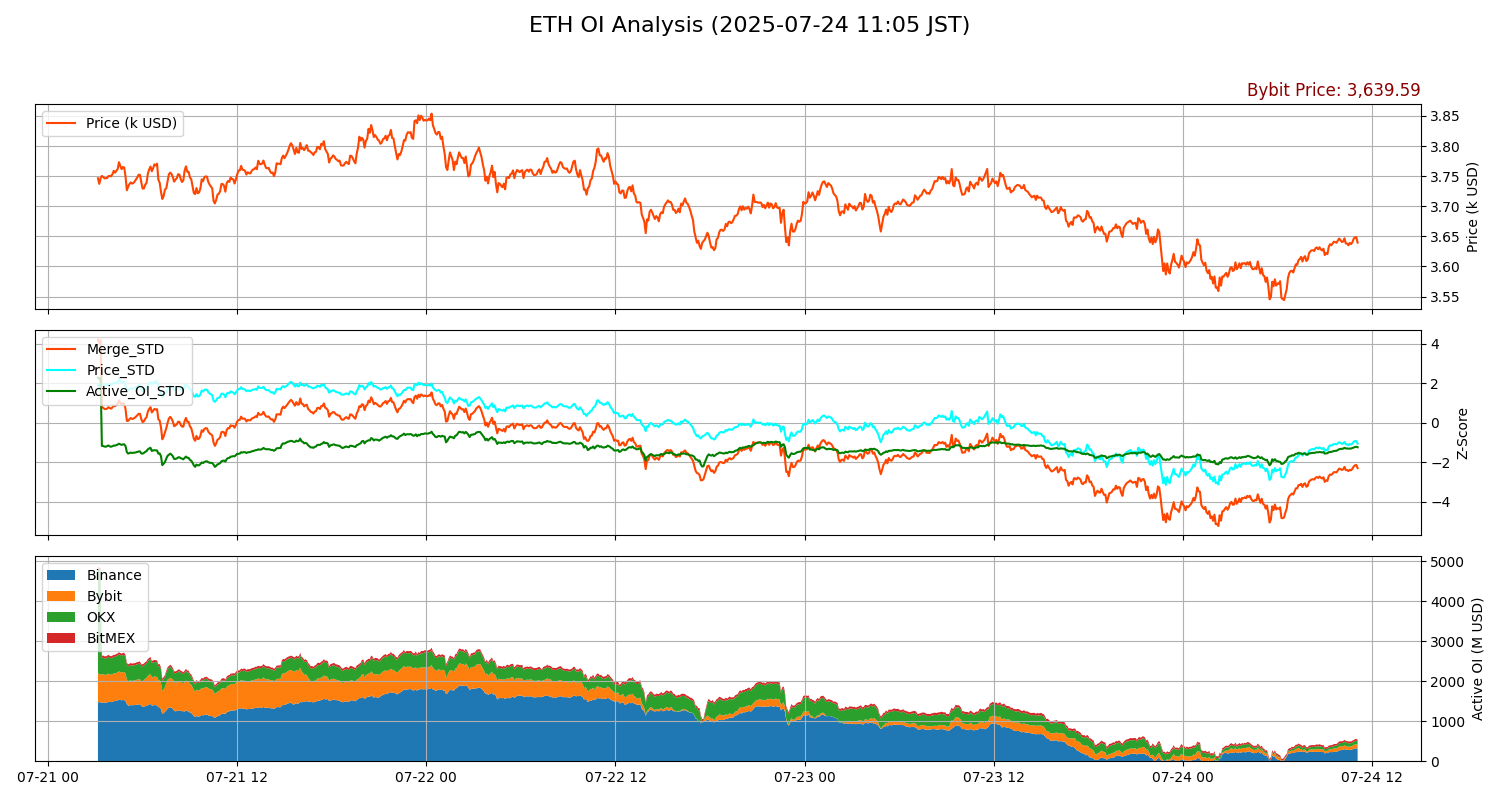 ETH OI Analysis (2025-07-24 11:05 JST)
Bybit Price: 3,639.59
Price (k USD)
3.85
3.80
3.75
3.70
3.65
3.60
3.55
Price (k USD)
Merge_STD
Price_STD
Active_OI_STD
4
2
0
−2
−4
Z-Score
Binance
Bybit
OKX
BitMEX
5000
4000
3000
2000
1000
0
Active OI (M USD)
07-21 00
07-21 12
07-22 00
07-22 12
07-23 00
07-23 12
07-24 00
07-24 12